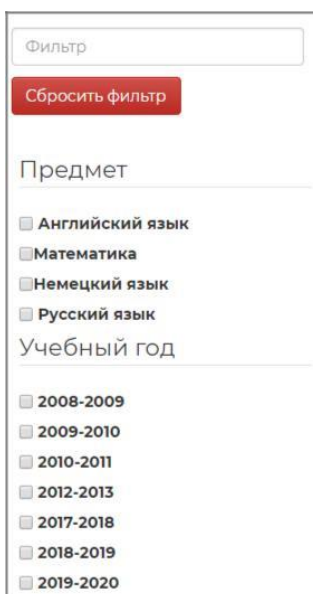 Фильтр
Сбросить фильтр
Предмет
Английский язык
Математика
Немецкий язык
Русский язык
Учебный год
2008-2009
2009-2010
2010-2011
2012-2013
2017-2018
2018-2019
2019-2020